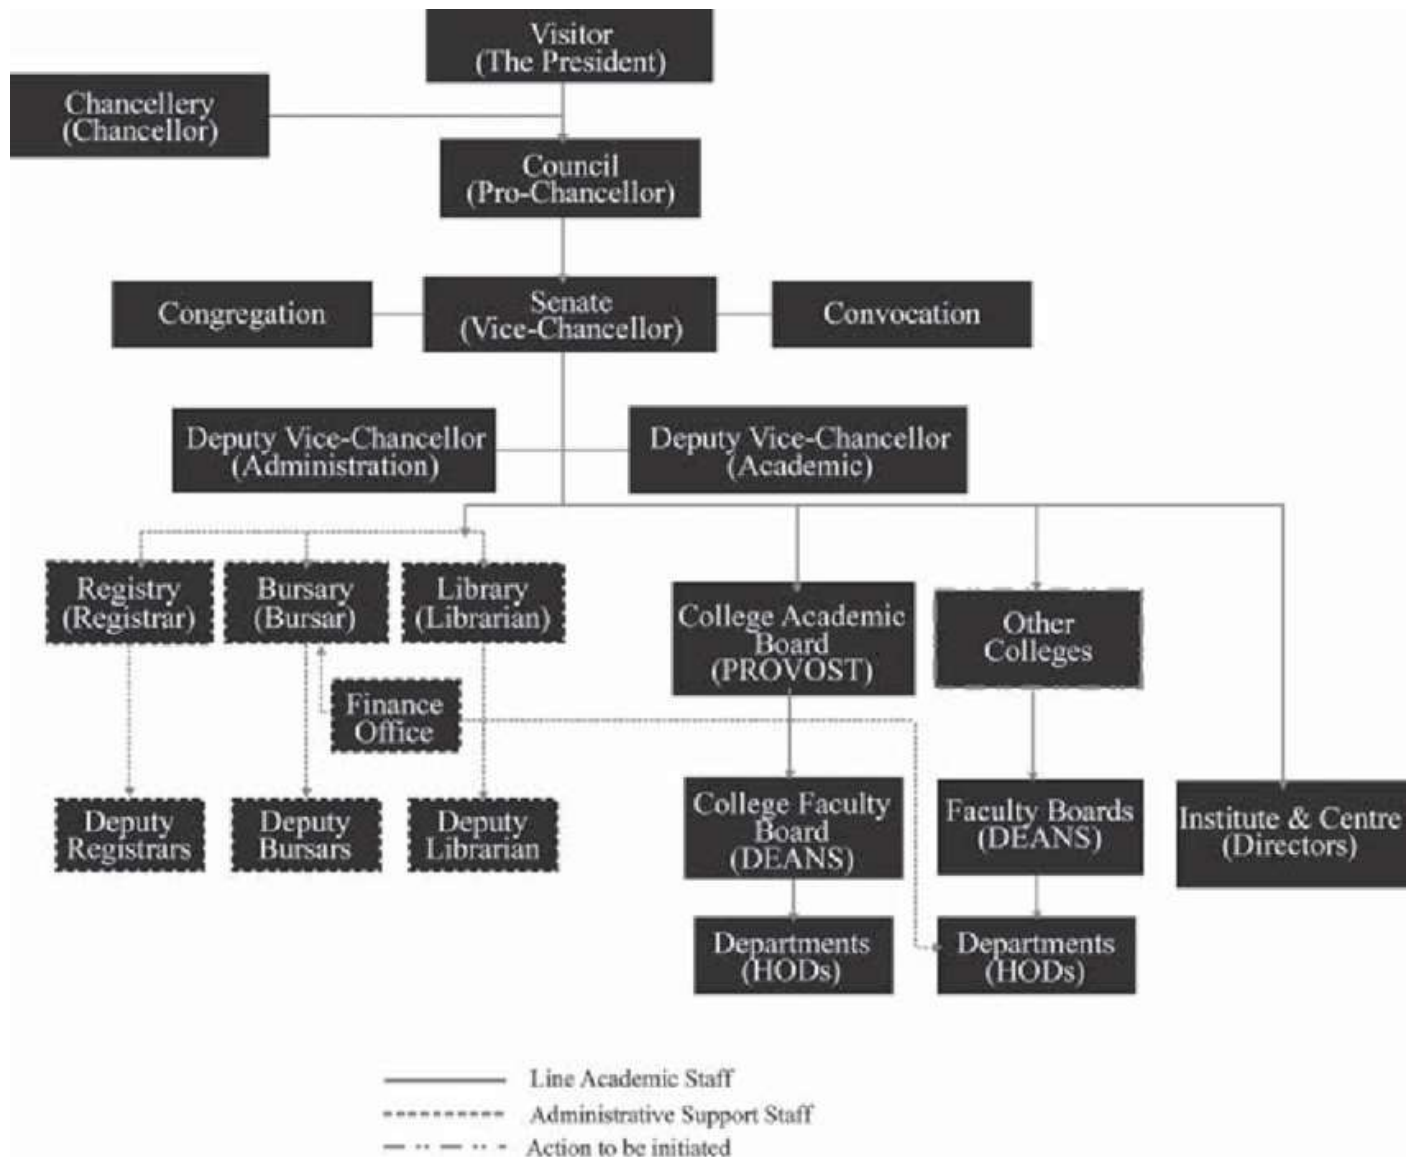 Visitor
(The President)
Chancellery
(Chancellor)
Council
(Pro-Chancellor)
Congregation
Senate
(Vice-Chancellor)
Convocation
Deputy Vice-Chancellor
(Administration)
Deputy Vice-Chancellor
(Academic)
Registry
(Registrar)
Bursary
(Bursar)
Library
(Librarian)
College Academic
Board
(PROVOST)
Other
Colleges
Finance
Office
Deputy
Registrars
Deputy
Bursars
Deputy
Librarian
College Faculty
Board
(DEANS)
Faculty Boards
(DEANS)
Institute & Centre
(Directors)
Departments
(HODs)
Departments
(HODs)
Line Academic Staff
Administrative Support Staff
Action to be initiated